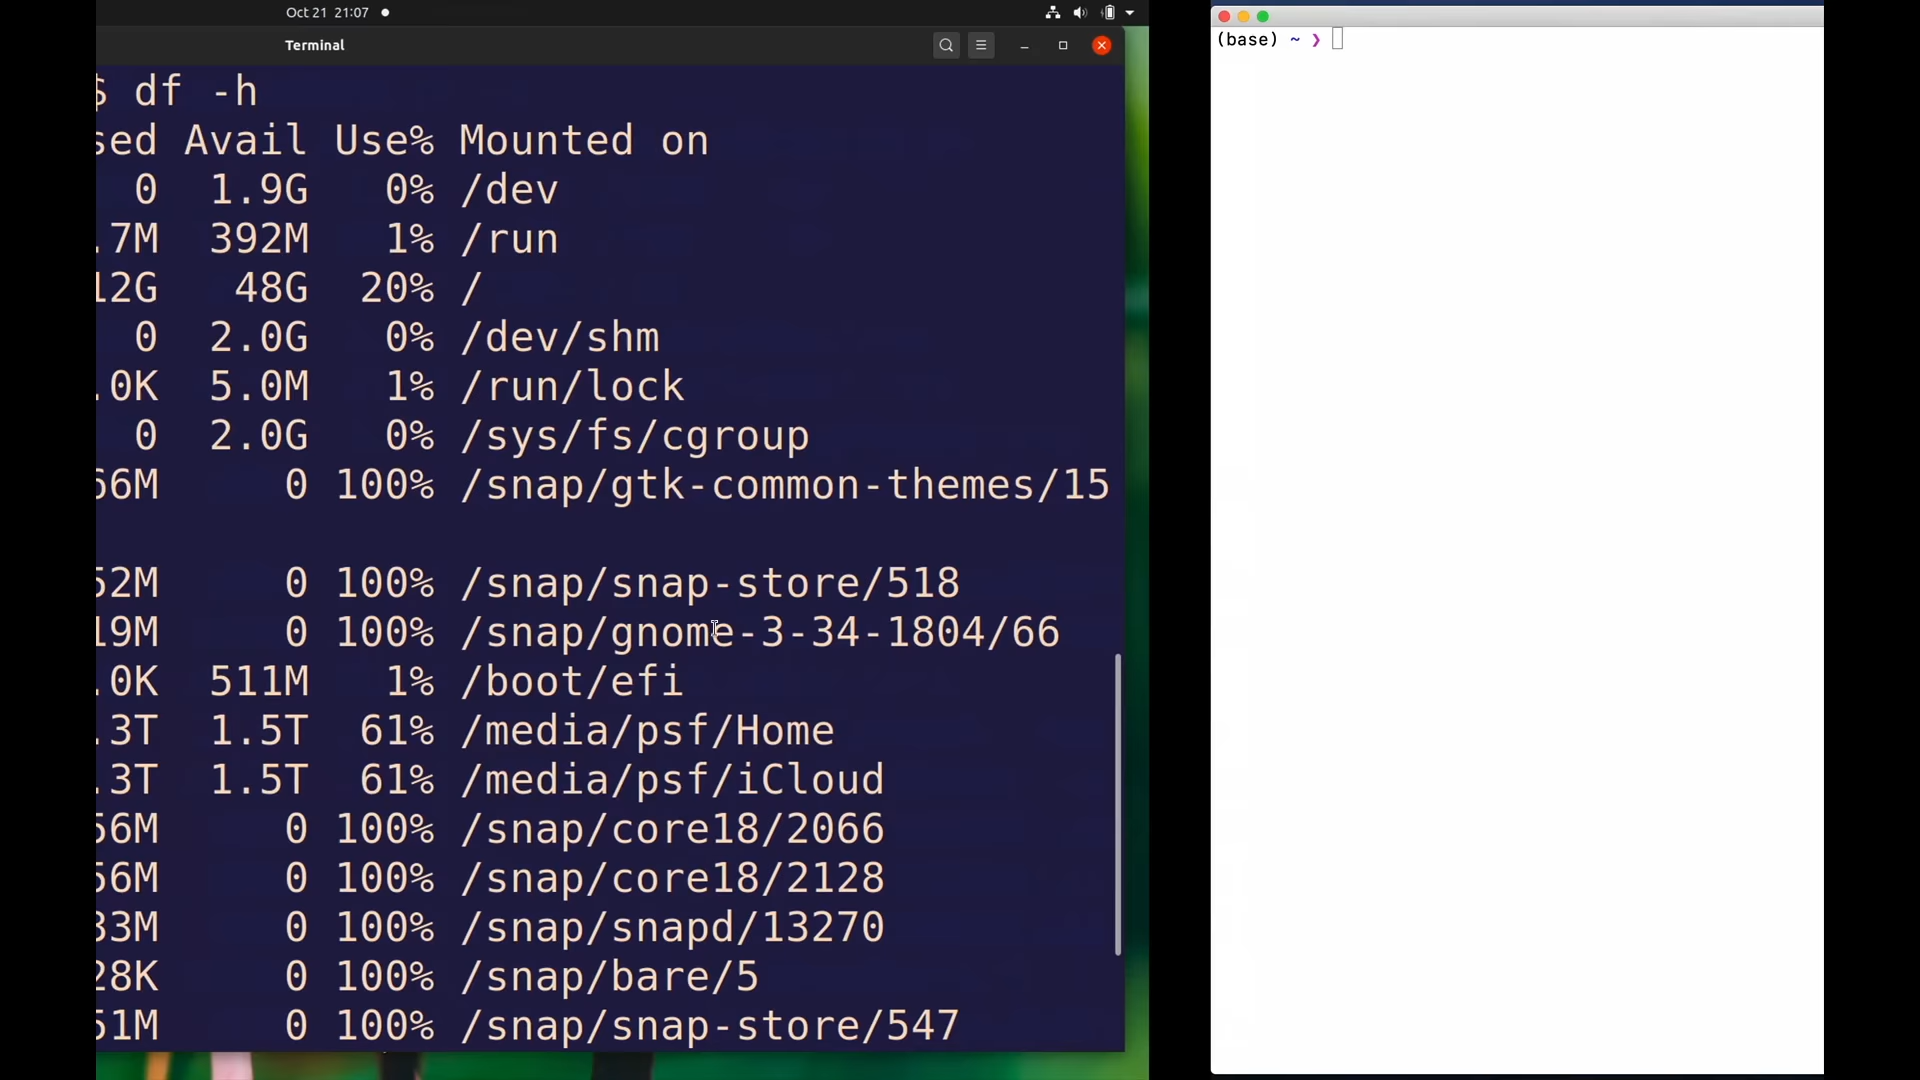 Oct 21 21:07
Terminal
$ df -h
sed Avail Use% Mounted on
0 1.9G 0% /dev
.7M 392M 1% /run
12G 48G 20% /
0 2.0G 0% /dev/shm
.0K 5.0M 1% /run/lock
0 2.0G 0% /sys/fs/cgroup
66M 0 100% /snap/gtk-common-themes/15
52M 0 100% /snap/snap-store/518
19M 0 100% /snap/gnome-3-34-1804/66
.0K 511M 1% /boot/efi
.3T 1.5T 61% /media/psf/Home
.3T 1.5T 61% /media/psf/iCloud
56M 0 100% /snap/core18/2066
56M 0 100% /snap/core18/2128
33M 0 100% /snap/snapd/13270
28K 0 100% /snap/bare/5
51M 0 100% /snap/snap-store/547
(base) ~ ❯